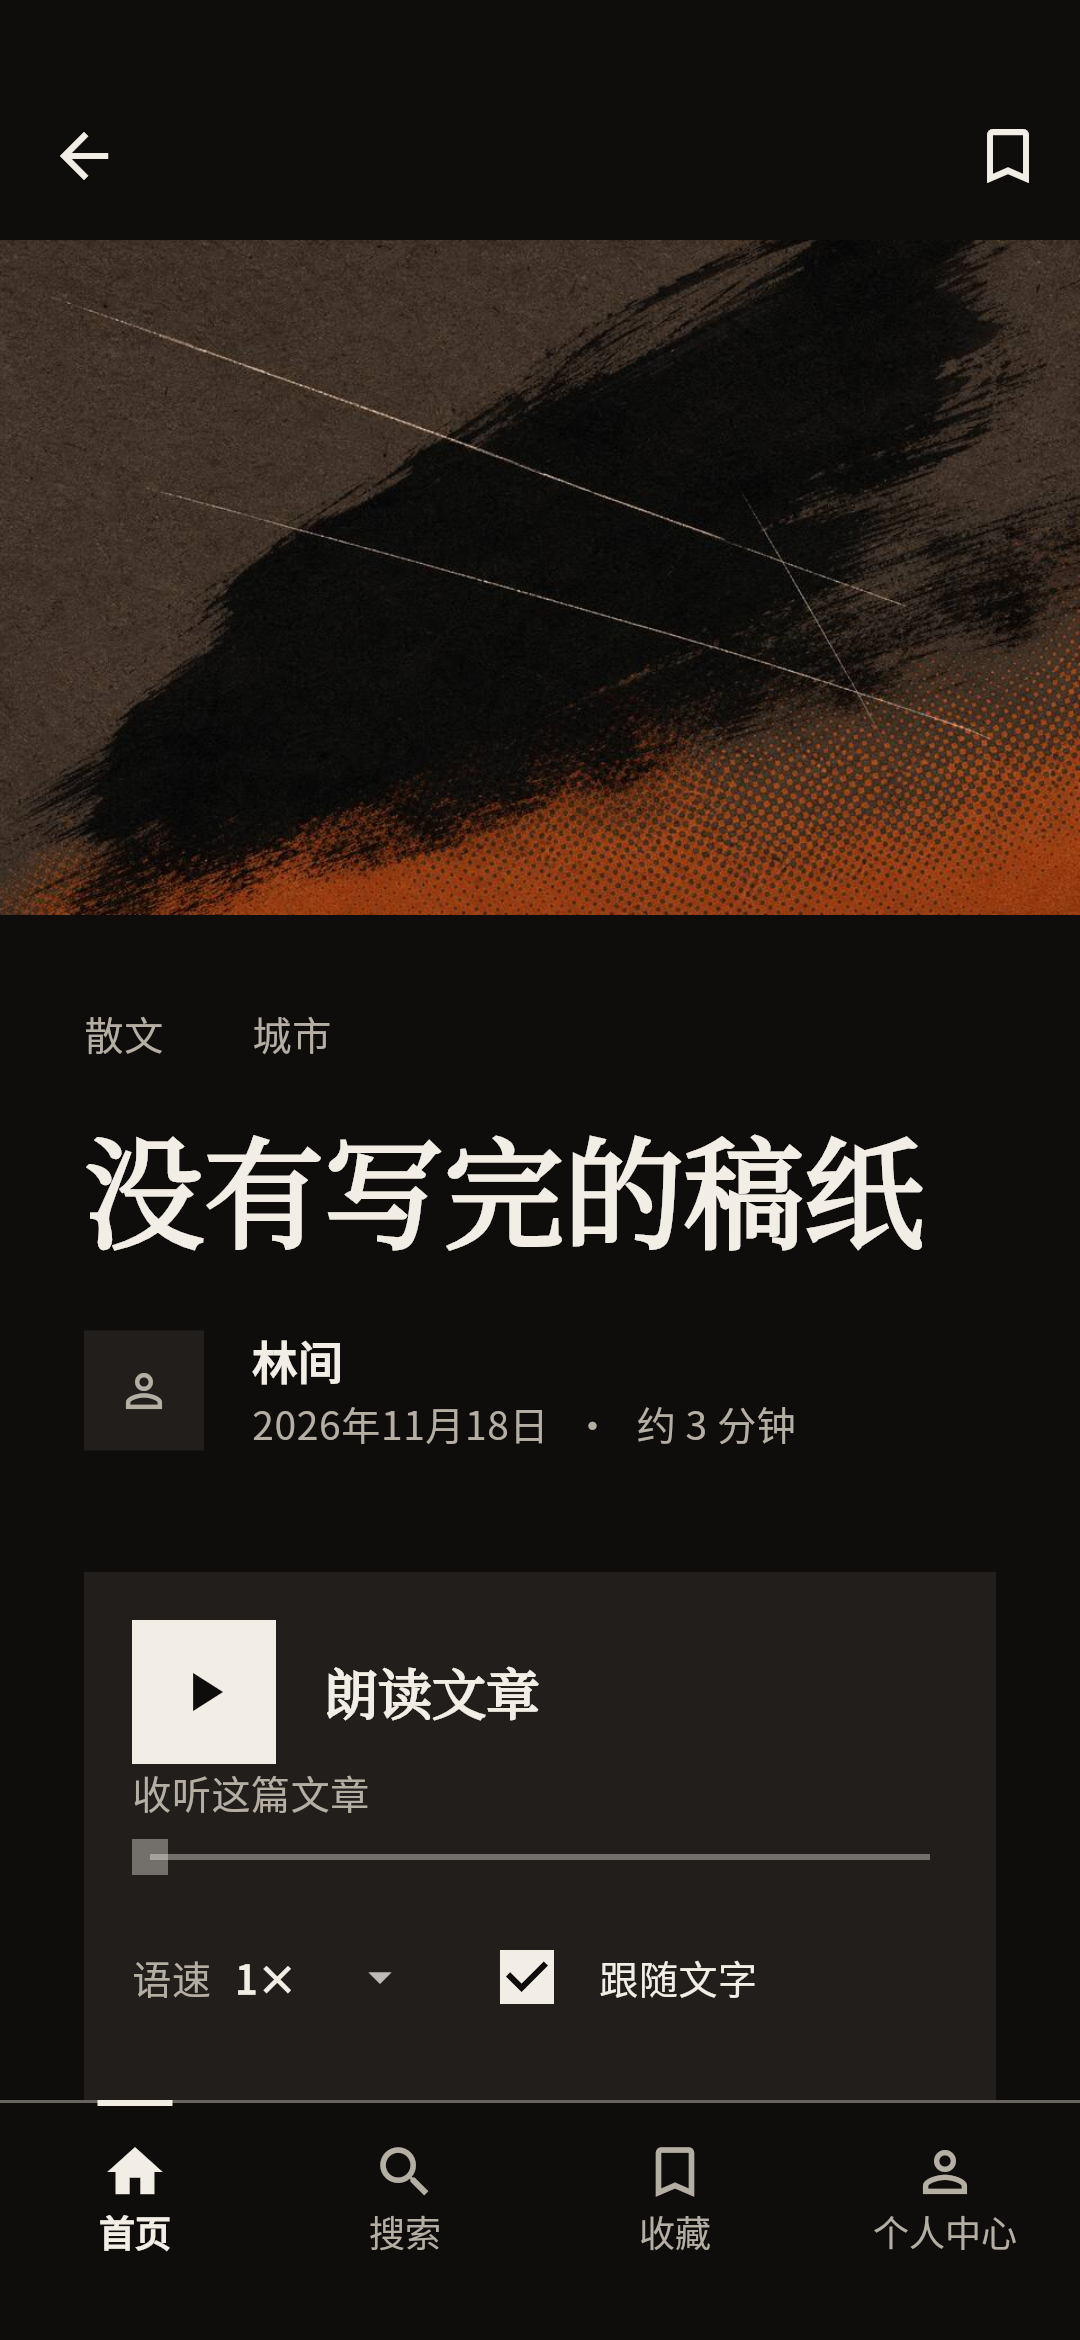 散文 城市
没有写完的稿纸
林间
2026年11月18日 · 约 3 分钟
朗读文章
收听这篇文章
语速 1× 跟随文字
首页 搜索 收藏 个人中心